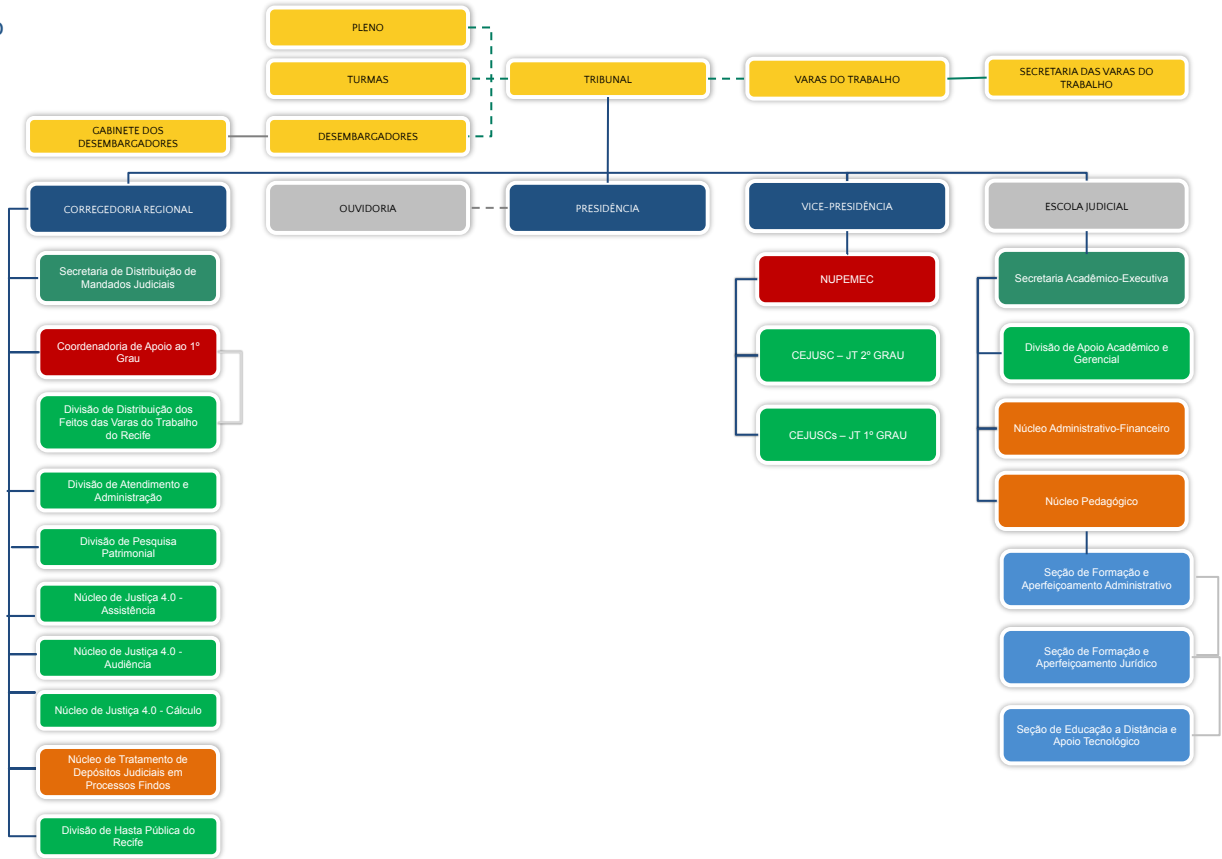 O
PLENO
TURMAS
TRIBUNAL
VARAS DO TRABALHO
SECRETARIA DAS VARAS DO
TRABALHO
GABINETE DOS
DESEMBARGADORES
DESEMBARGADORES
CORREGEDORIA REGIONAL
OUVIDORIA
PRESIDÊNCIA
VICE-PRESIDÊNCIA
ESCOLA JUDICIAL
Secretaria de Distribuição de
Mandados Judiciais
Coordenadoria de Apoio ao 1º
Grau
Divisão de Distribuição dos
Feitos das Varas do Trabalho
do Recife
Divisão de Atendimento e
Administração
Divisão de Pesquisa
Patrimonial
Núcleo de Justiça 4.0 -
Assistência
Núcleo de Justiça 4.0 -
Audiência
Núcleo de Justiça 4.0 - Cálculo
Núcleo de Tratamento de
Depósitos Judiciais em
Processos Findos
Divisão de Hasta Pública do
Recife
NUPEMEC
CEJUSC – JT 2º GRAU
CEJUSCs – JT 1º GRAU
Secretaria Acadêmico-Executiva
Divisão de Apoio Acadêmico e
Gerencial
Núcleo Administrativo-Financeiro
Núcleo Pedagógico
Seção de Formação e
Aperfeiçoamento Administrativo
Seção de Formação e
Aperfeiçoamento Jurídico
Seção de Educação a Distância e
Apoio Tecnológico